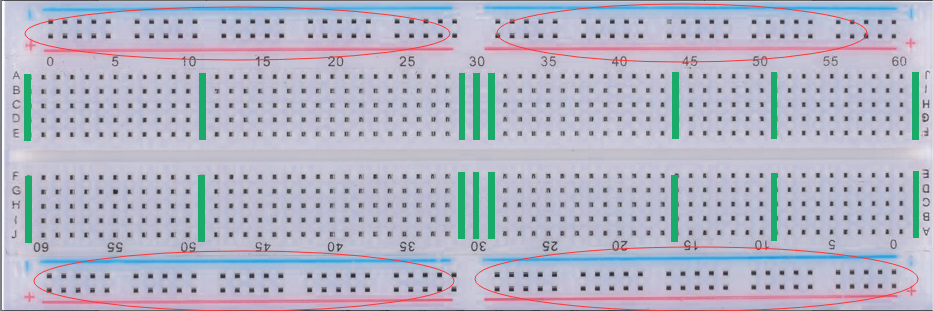 + +
0 5 10 15 20 25 30 35 40 45 50 55 60
A J
B I
C H
D G
E F
F E
G D
H C
I B
J A
60 55 50 45 40 35 30 25 20 15 10 5 0
+ +